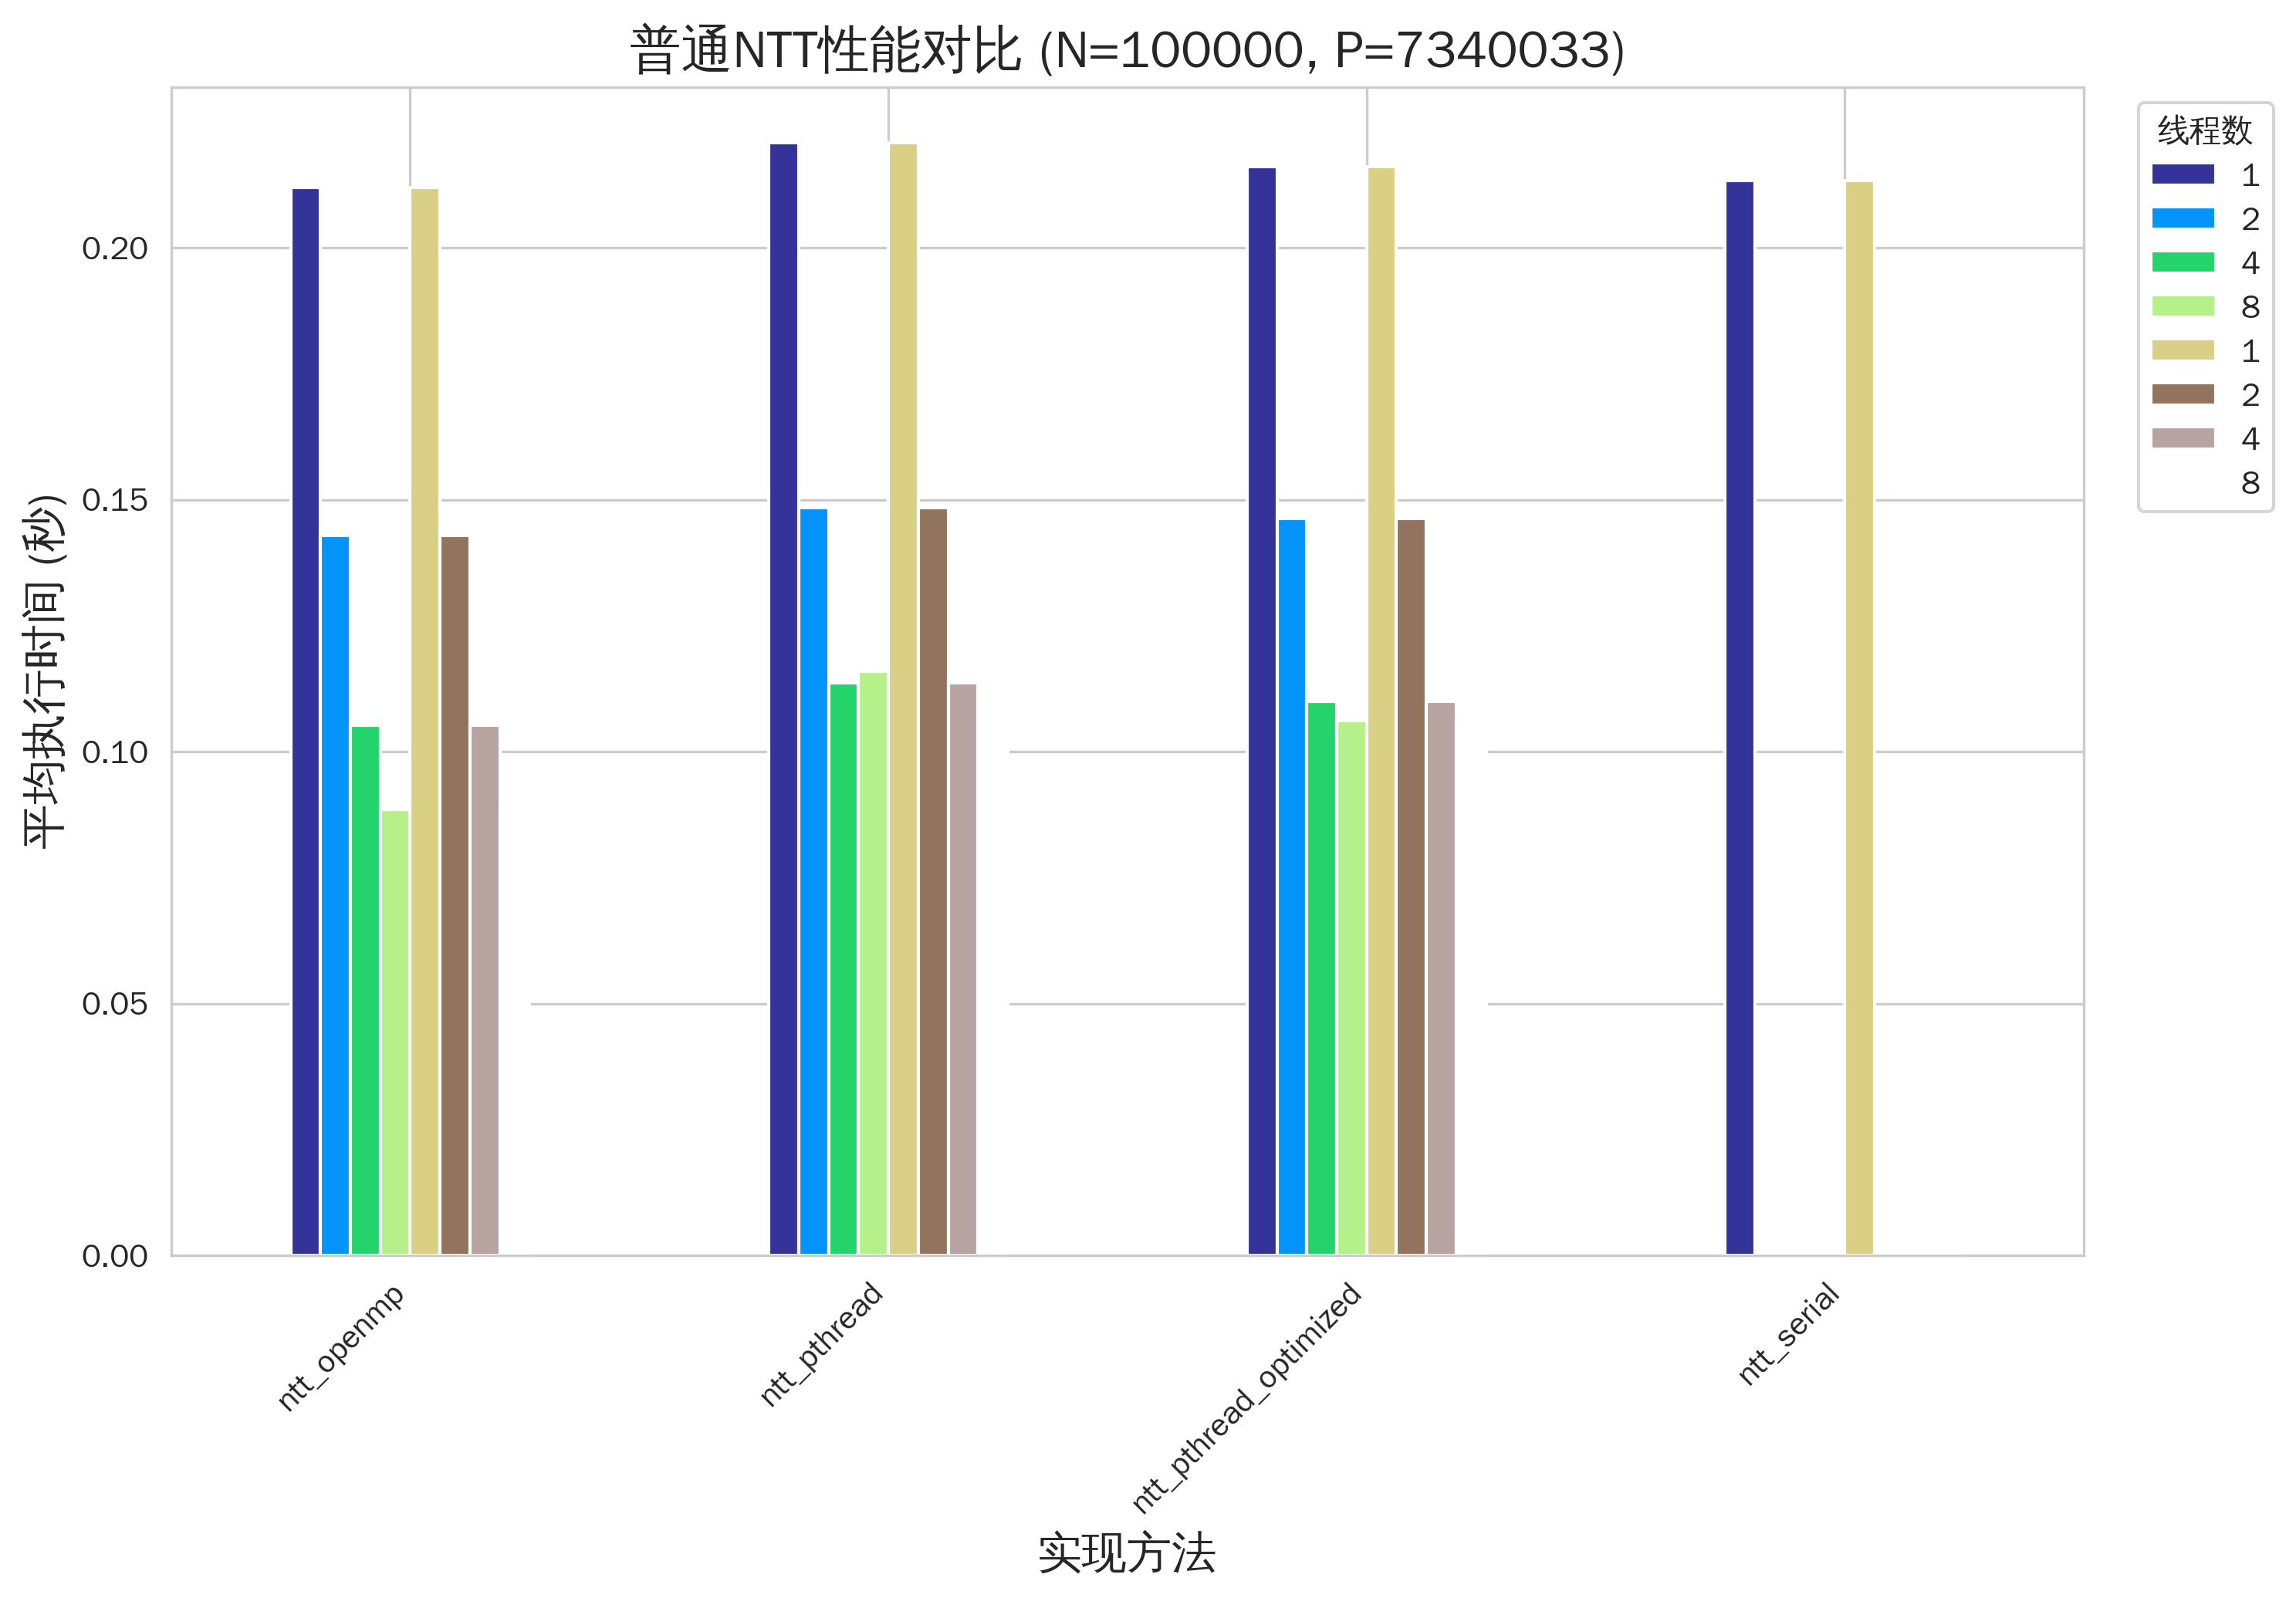 普通NTT性能对比 (N=100000, P=7340033)
线程数
1
2
4
8
1
2
4
8
平均执行时间 (秒)
0.20
0.15
0.10
0.05
0.00
ntt_openmp
ntt_pthread
ntt_pthread_optimized
ntt_serial
实现方法